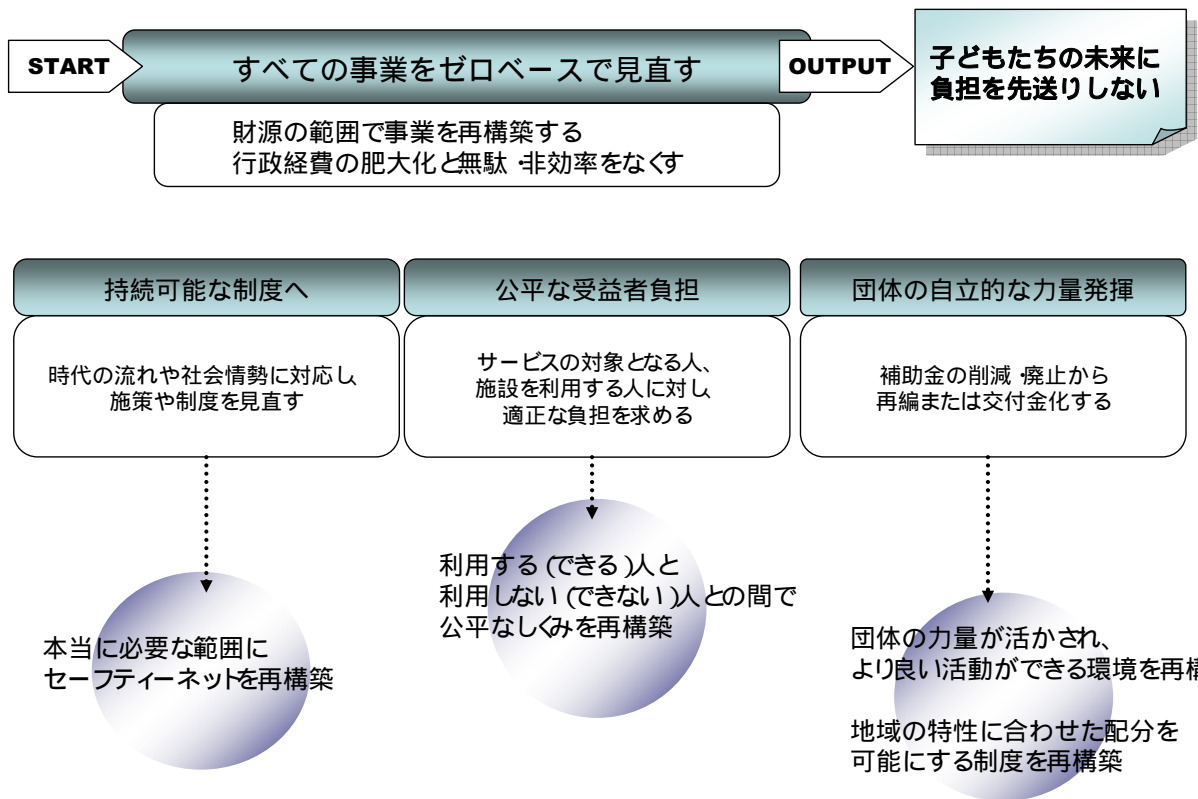 START
すべての事業をゼロベースで見直す
OUTPUT
子どもたちの未来に
負担を先送りしない
財源の範囲で事業を再構築する
行政経費の肥大化と無駄・非効率をなくす
持続可能な制度へ
時代の流れや社会情勢に対応し、
施策や制度を見直す
本当に必要な範囲に
セーフティーネットを再構築
公平な受益者負担
サービスの対象となる人、
施設を利用する人に対し、
適正な負担を求める
利用する(できる)人と
利用しない(できない)人との間で
公平なしくみを再構築
団体の自立的な力量発揮
補助金の削減・廃止から
再編または交付金化する
団体の力量が活かされ、
より良い活動ができる環境を再構
地域の特性に合わせた配分を
可能にする制度を再構築